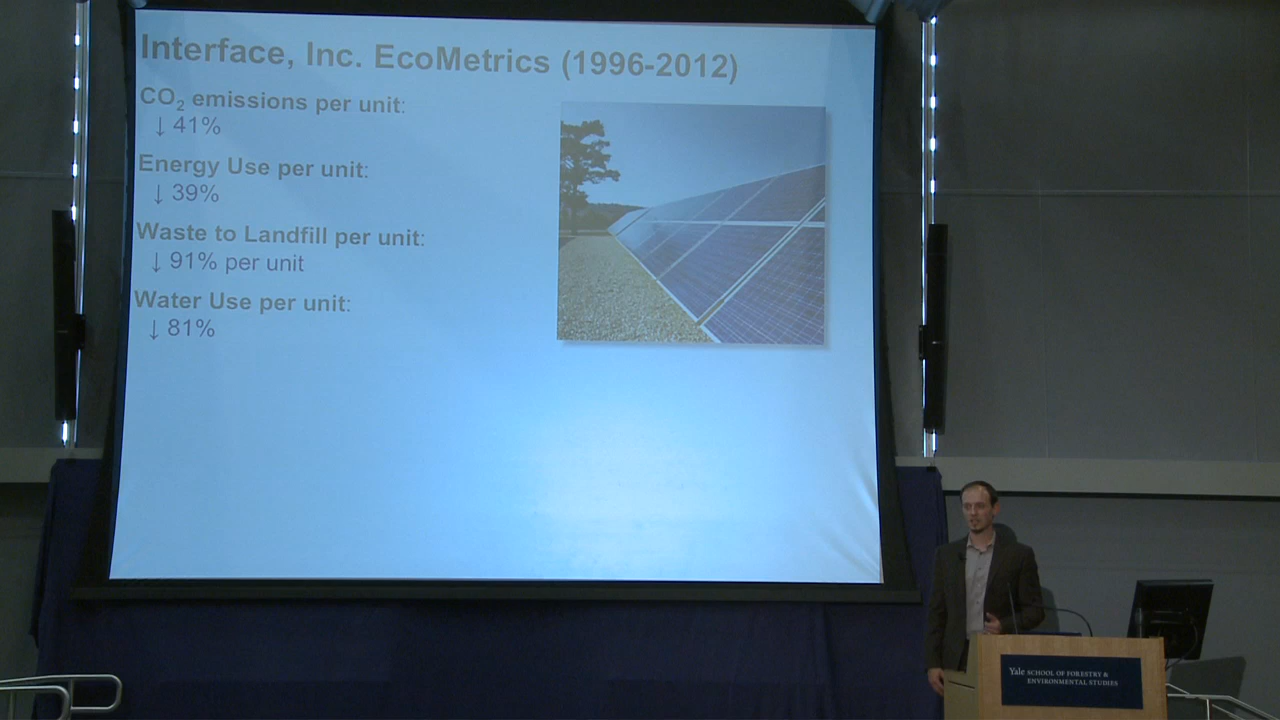 Interface, Inc. EcoMetrics (1996-2012)
CO₂ emissions per unit:
↓ 41%
Energy Use per unit:
↓ 39%
Waste to Landfill per unit:
↓ 91% per unit
Water Use per unit:
↓ 81%
Yale SCHOOL OF FORESTRY &
ENVIRONMENTAL STUDIES